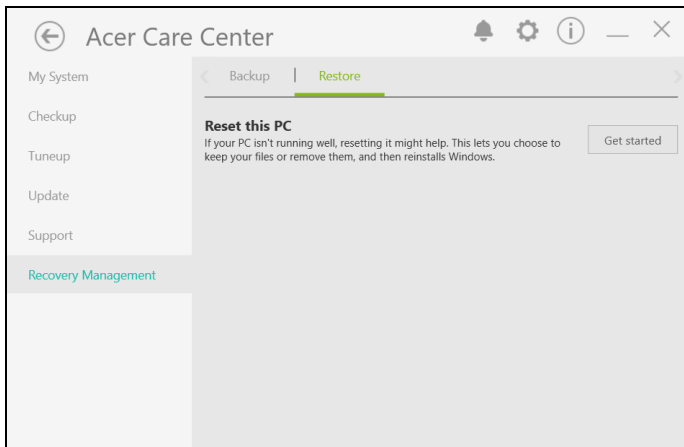 Acer Care Center
My System
Checkup
Tuneup
Update
Support
Recovery Management
Backup
Restore
Reset this PC
If your PC isn't running well, resetting it might help. This lets you choose to
keep your files or remove them, and then reinstalls Windows.
Get started